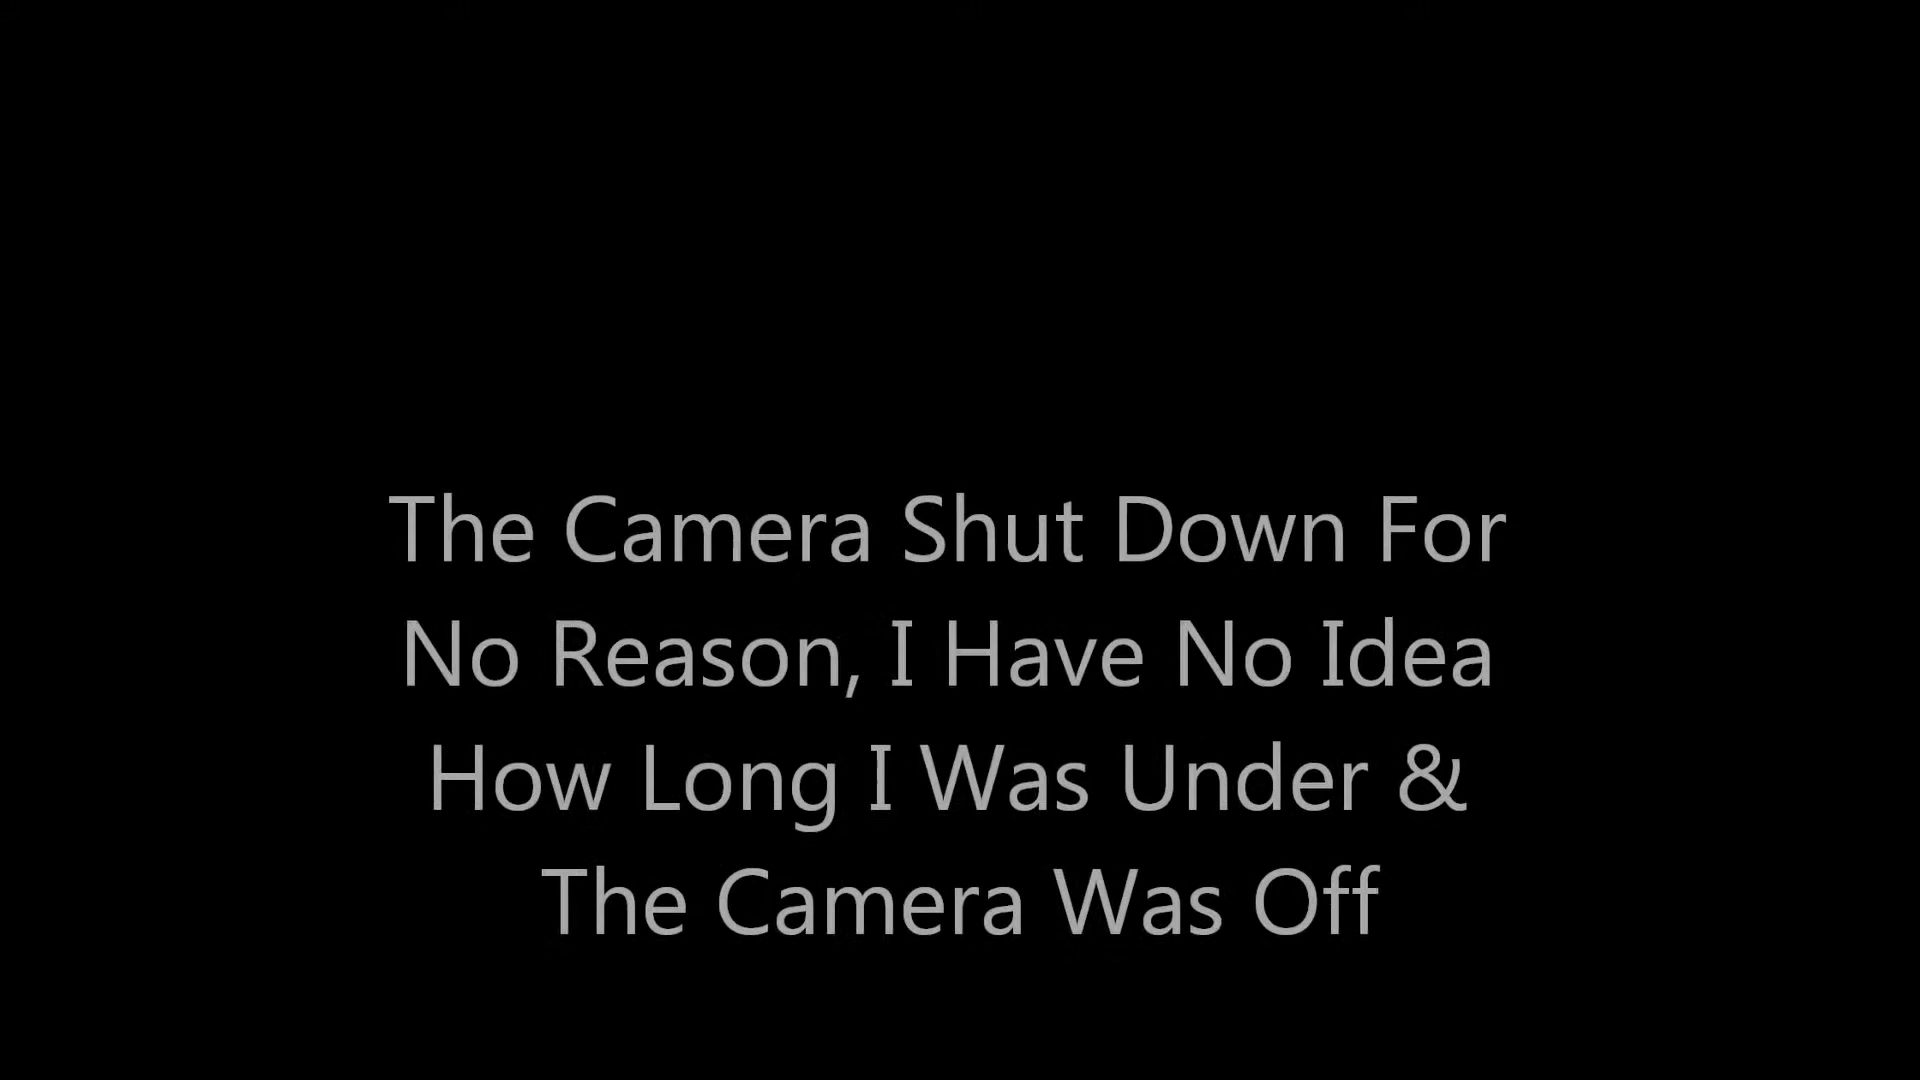 The Camera Shut Down For
No Reason, I Have No Idea
How Long I Was Under &
The Camera Was Off